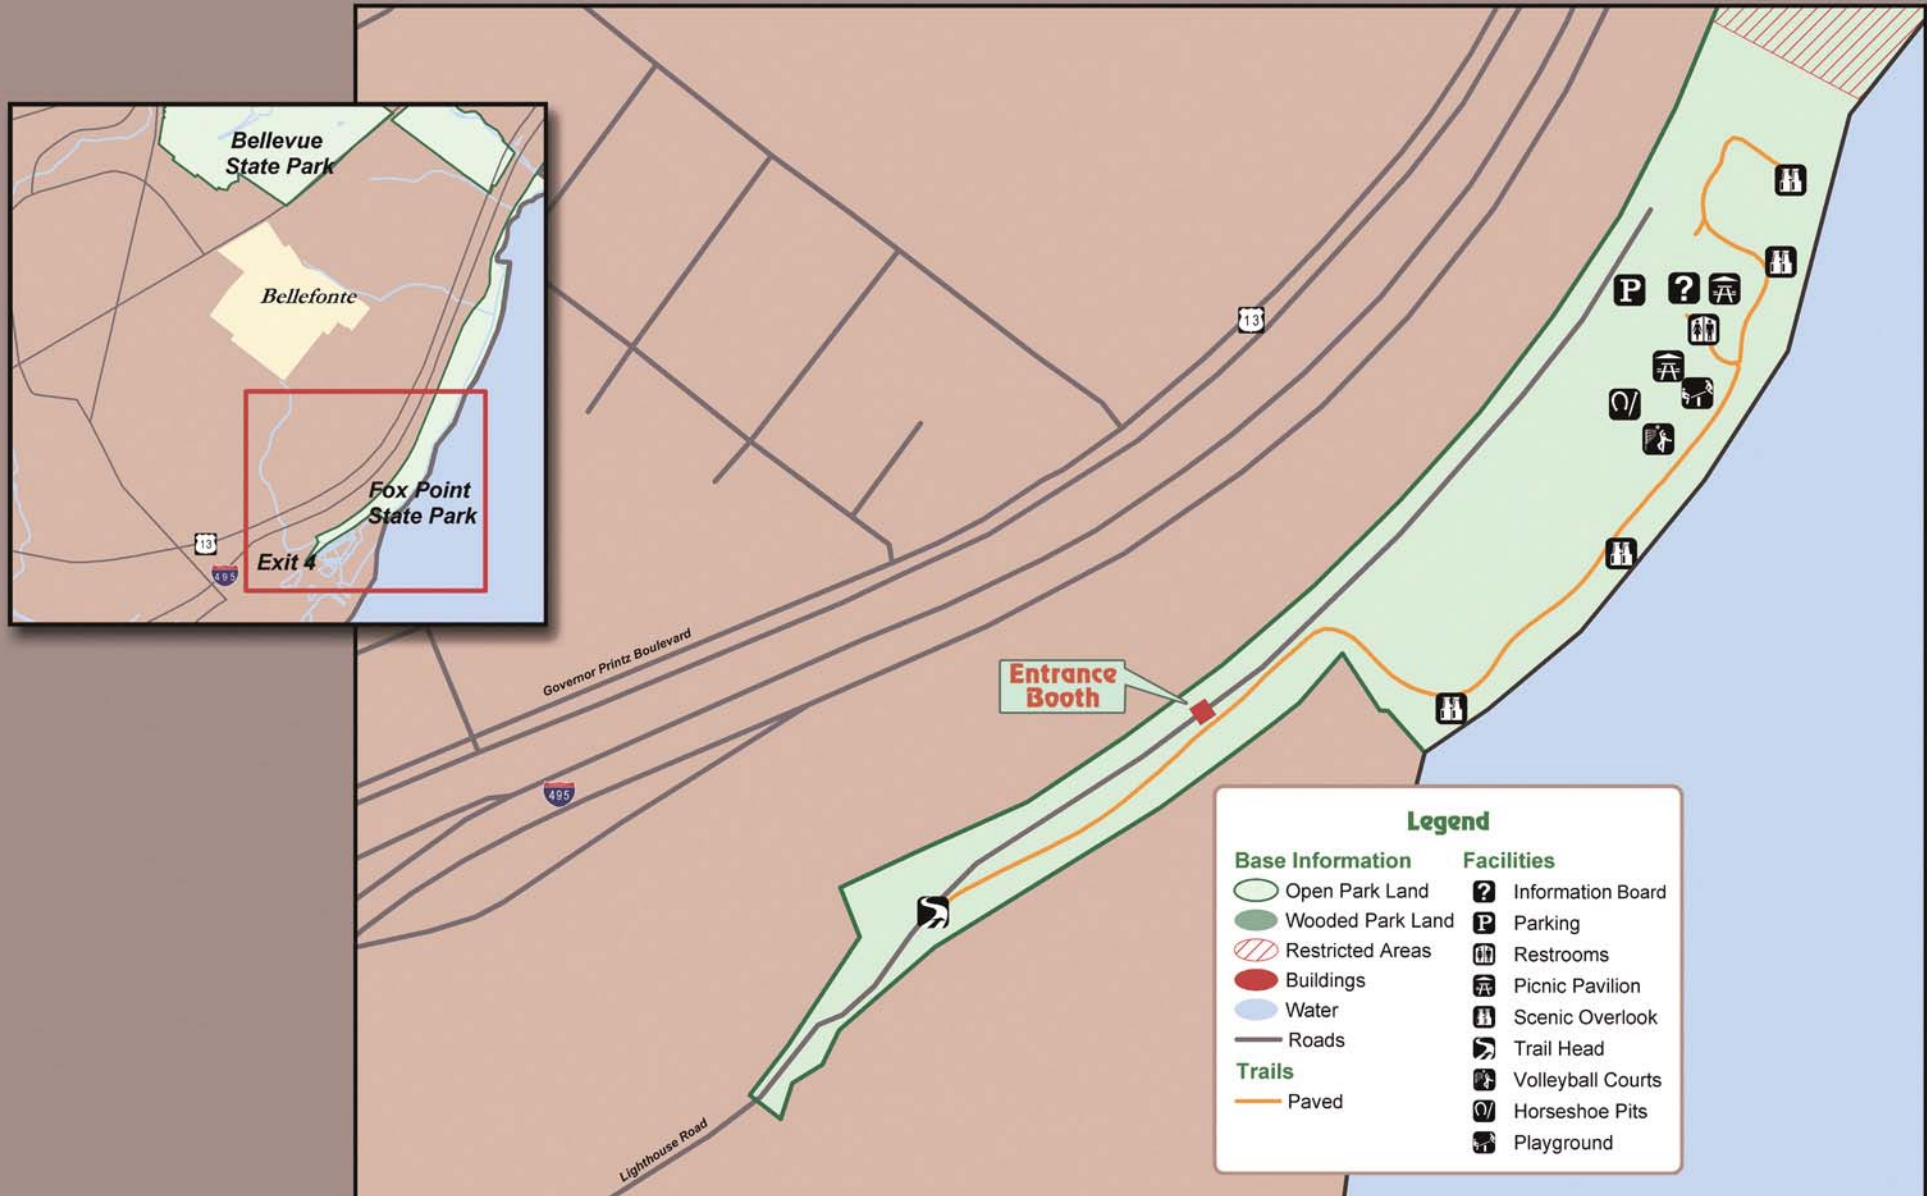 Bellevue
State Park
Bellefonte
Fox Point
State Park
13
Exit 4
495
13
Governor Printz Boulevard
Entrance
Booth
495
Lighthouse Road
P
?
Legend
Base Information
Open Park Land
Wooded Park Land
Restricted Areas
Buildings
Water
Roads
Trails
Paved
Facilities
? Information Board
P Parking
Restrooms
Picnic Pavilion
Scenic Overlook
Trail Head
Volleyball Courts
Horseshoe Pits
Playground